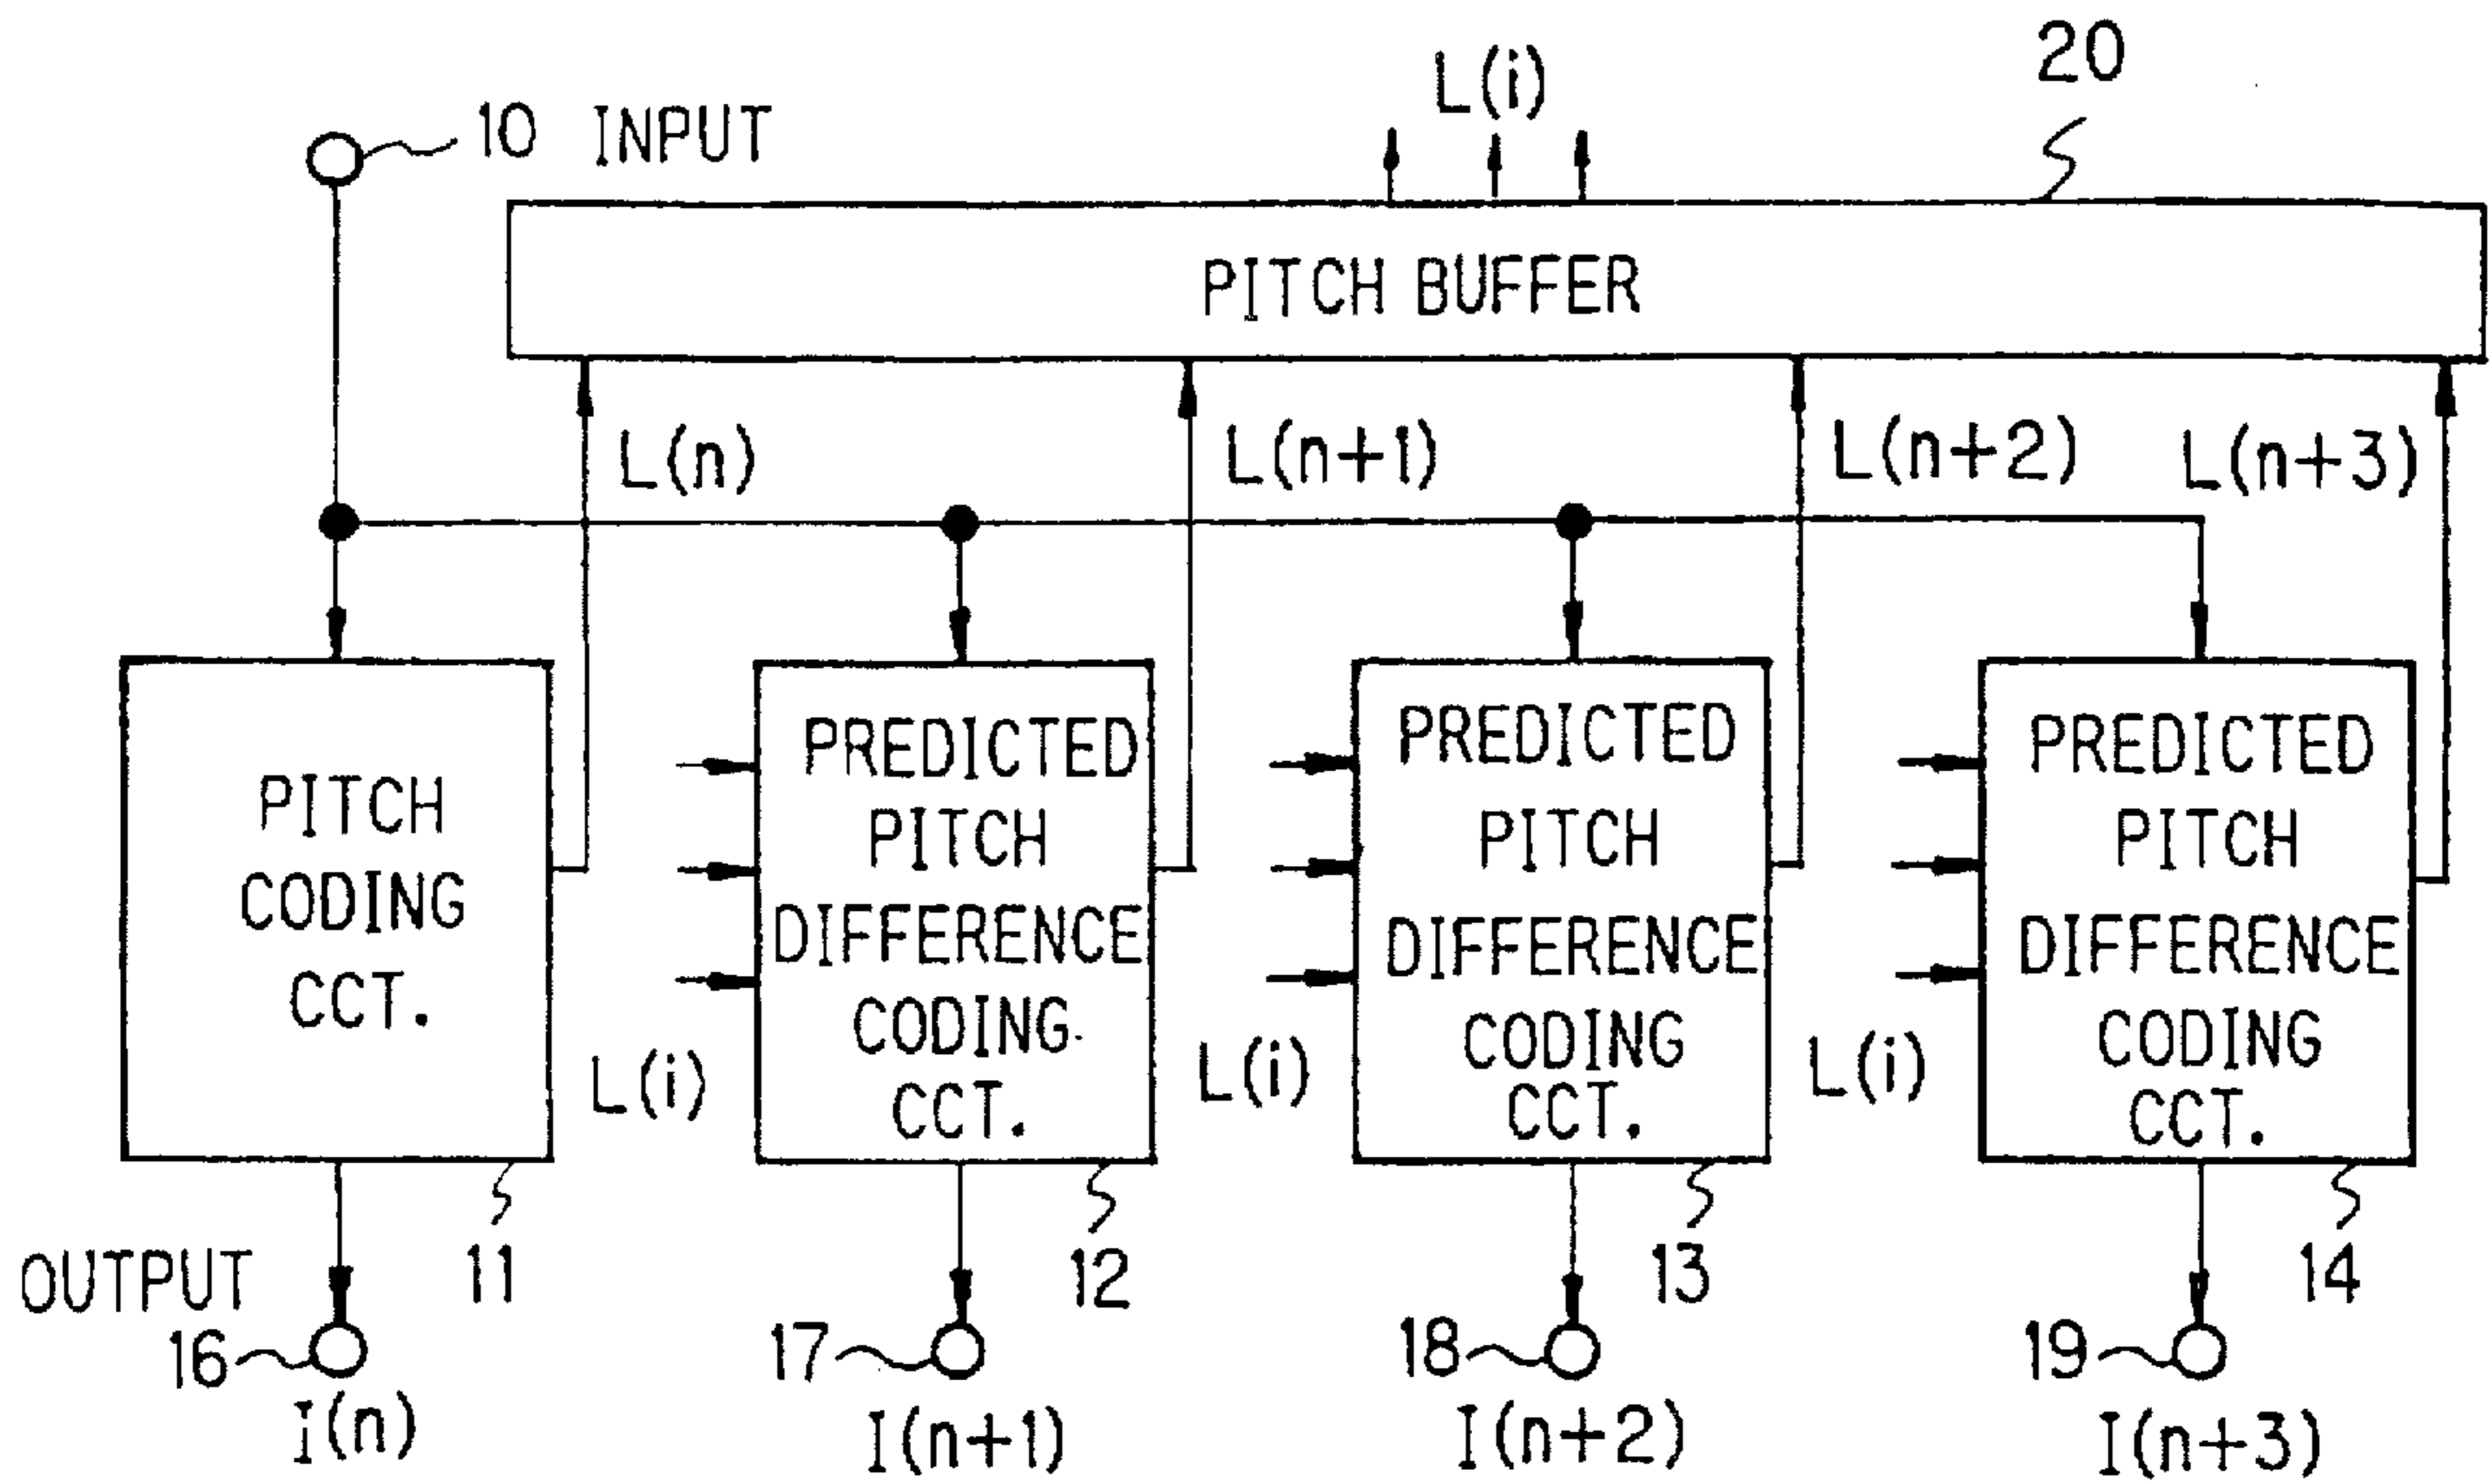 L(i)
20
10 INPUT
PITCH BUFFER
L(n)
L(n+1)
L(n+2)
L(n+3)
PITCH
CODING
CCT.
PREDICTED
PITCH
DIFFERENCE
CODING
CCT.
PREDICTED
PITCH
DIFFERENCE
CODING
CCT.
PREDICTED
PITCH
DIFFERENCE
CODING
CCT.
L(i)
L(i)
L(i)
OUTPUT
11
12
13
14
16
17
18
19
I(n)
I(n+1)
I(n+2)
I(n+3)